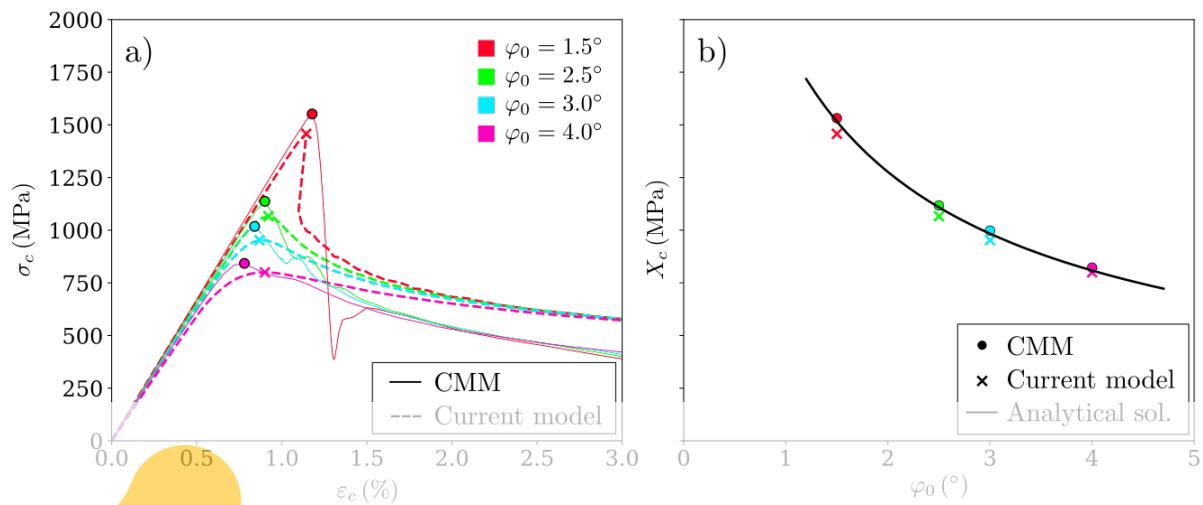 a)
φ₀ = 1.5°
φ₀ = 2.5°
φ₀ = 3.0°
φ₀ = 4.0°
2000
1750
1500
1250
1000
750
500
250
0
σc (MPa)
0.0 0.5 1.0 1.5 2.0 2.5 3.0
εc (%)
CMM
Current model
b)
Xc (MPa)
CMM
Current model
Analytical sol.
0 1 2 3 4 5
φ₀ (°)